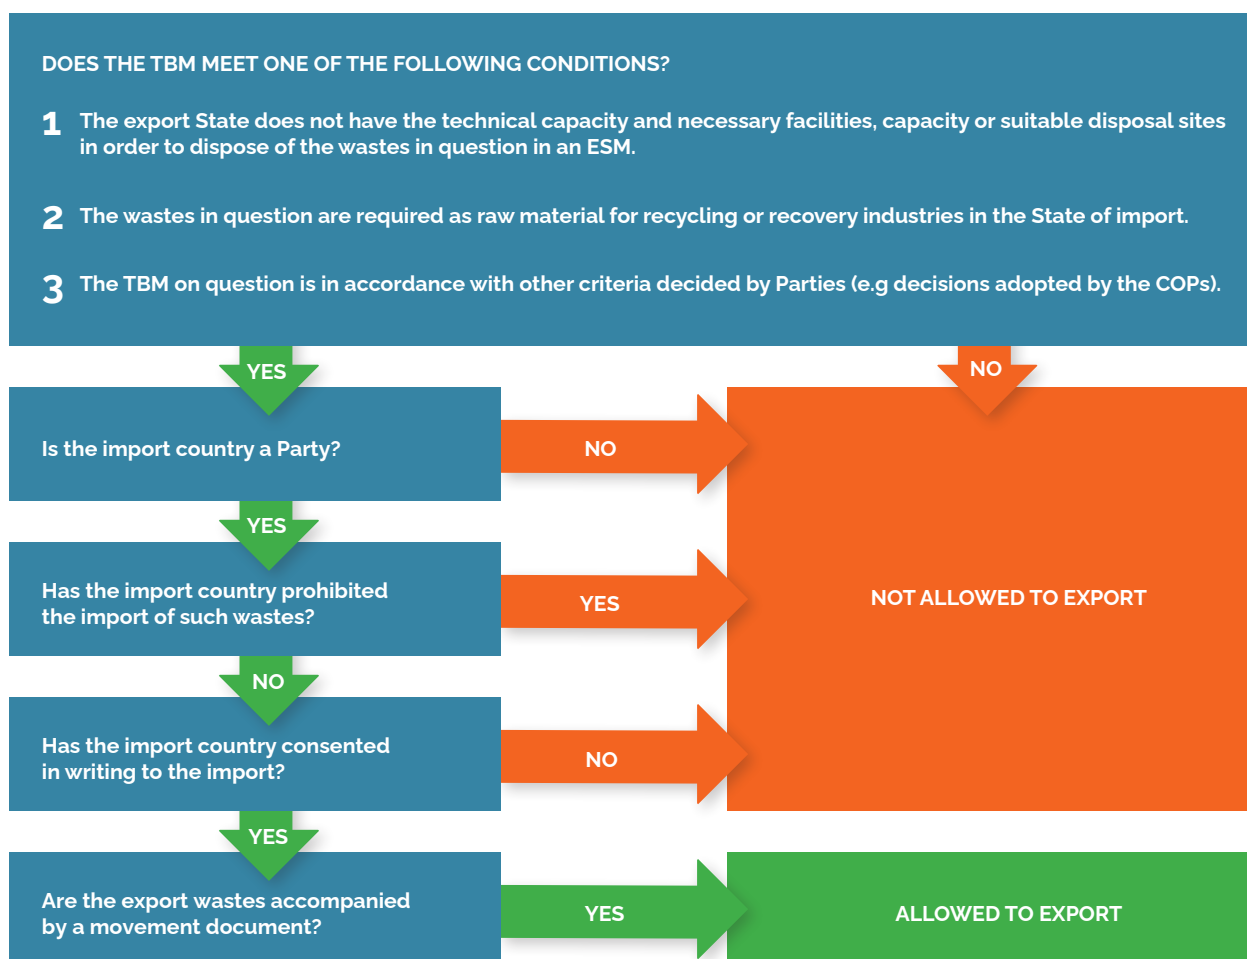 DOES THE TBM MEET ONE OF THE FOLLOWING CONDITIONS?
1 The export State does not have the technical capacity and necessary facilities, capacity or suitable disposal sites
in order to dispose of the wastes in question in an ESM.
2 The wastes in question are required as raw material for recycling or recovery industries in the State of import.
3 The TBM on question is in accordance with other criteria decided by Parties (e.g decisions adopted by the COPs).
YES
NO
Is the import country a Party?
NO
YES
Has the import country prohibited
the import of such wastes?
YES
NOT ALLOWED TO EXPORT
NO
Has the import country consented
in writing to the import?
NO
YES
Are the export wastes accompanied
by a movement document?
YES
ALLOWED TO EXPORT